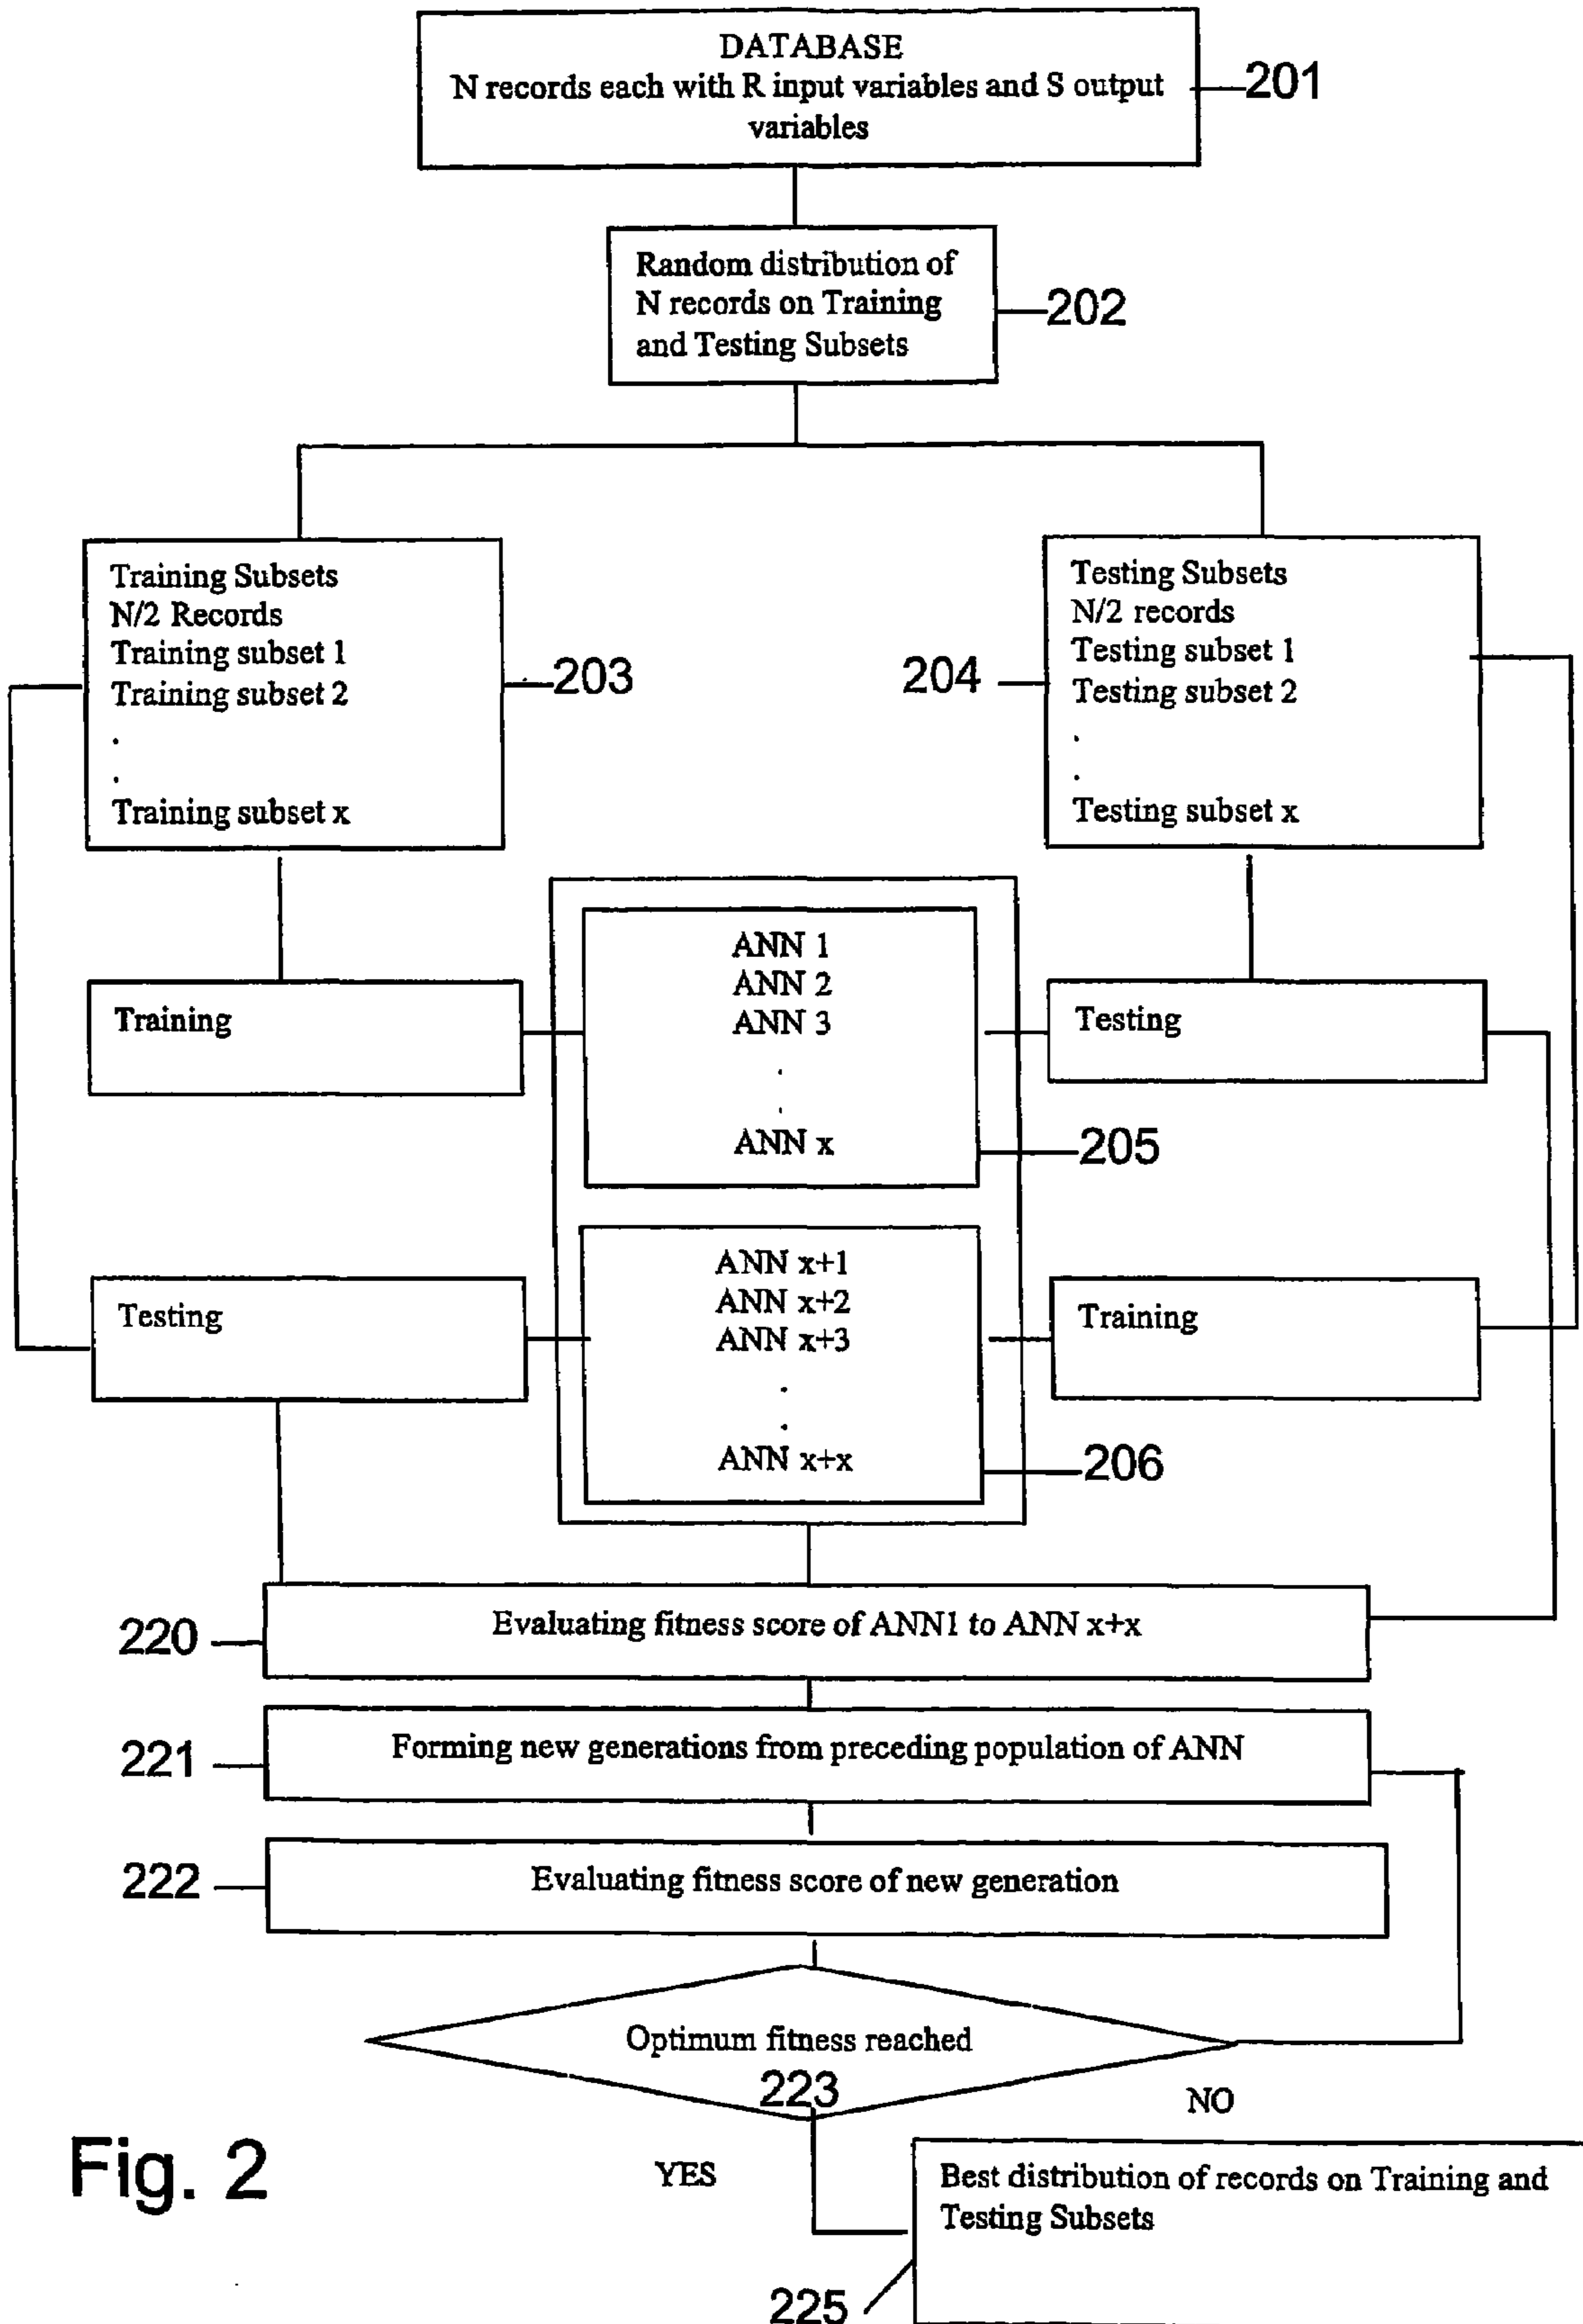 DATABASE
N records each with R input variables and S output
variables
201
Random distribution of
N records on Training
and Testing Subsets
202
Training Subsets
N/2 Records
Training subset 1
Training subset 2
.
.
Training subset x
203
204
Testing Subsets
N/2 records
Testing subset 1
Testing subset 2
.
.
Testing subset x
Training
ANN 1
ANN 2
ANN 3
.
.
ANN x
205
Testing
Testing
ANN x+1
ANN x+2
ANN x+3
.
.
ANN x+x
206
Training
220
Evaluating fitness score of ANN1 to ANN x+x
221
Forming new generations from preceding population of ANN
222
Evaluating fitness score of new generation
Optimum fitness reached
223
NO
YES
Fig. 2
Best distribution of records on Training and
Testing Subsets
225